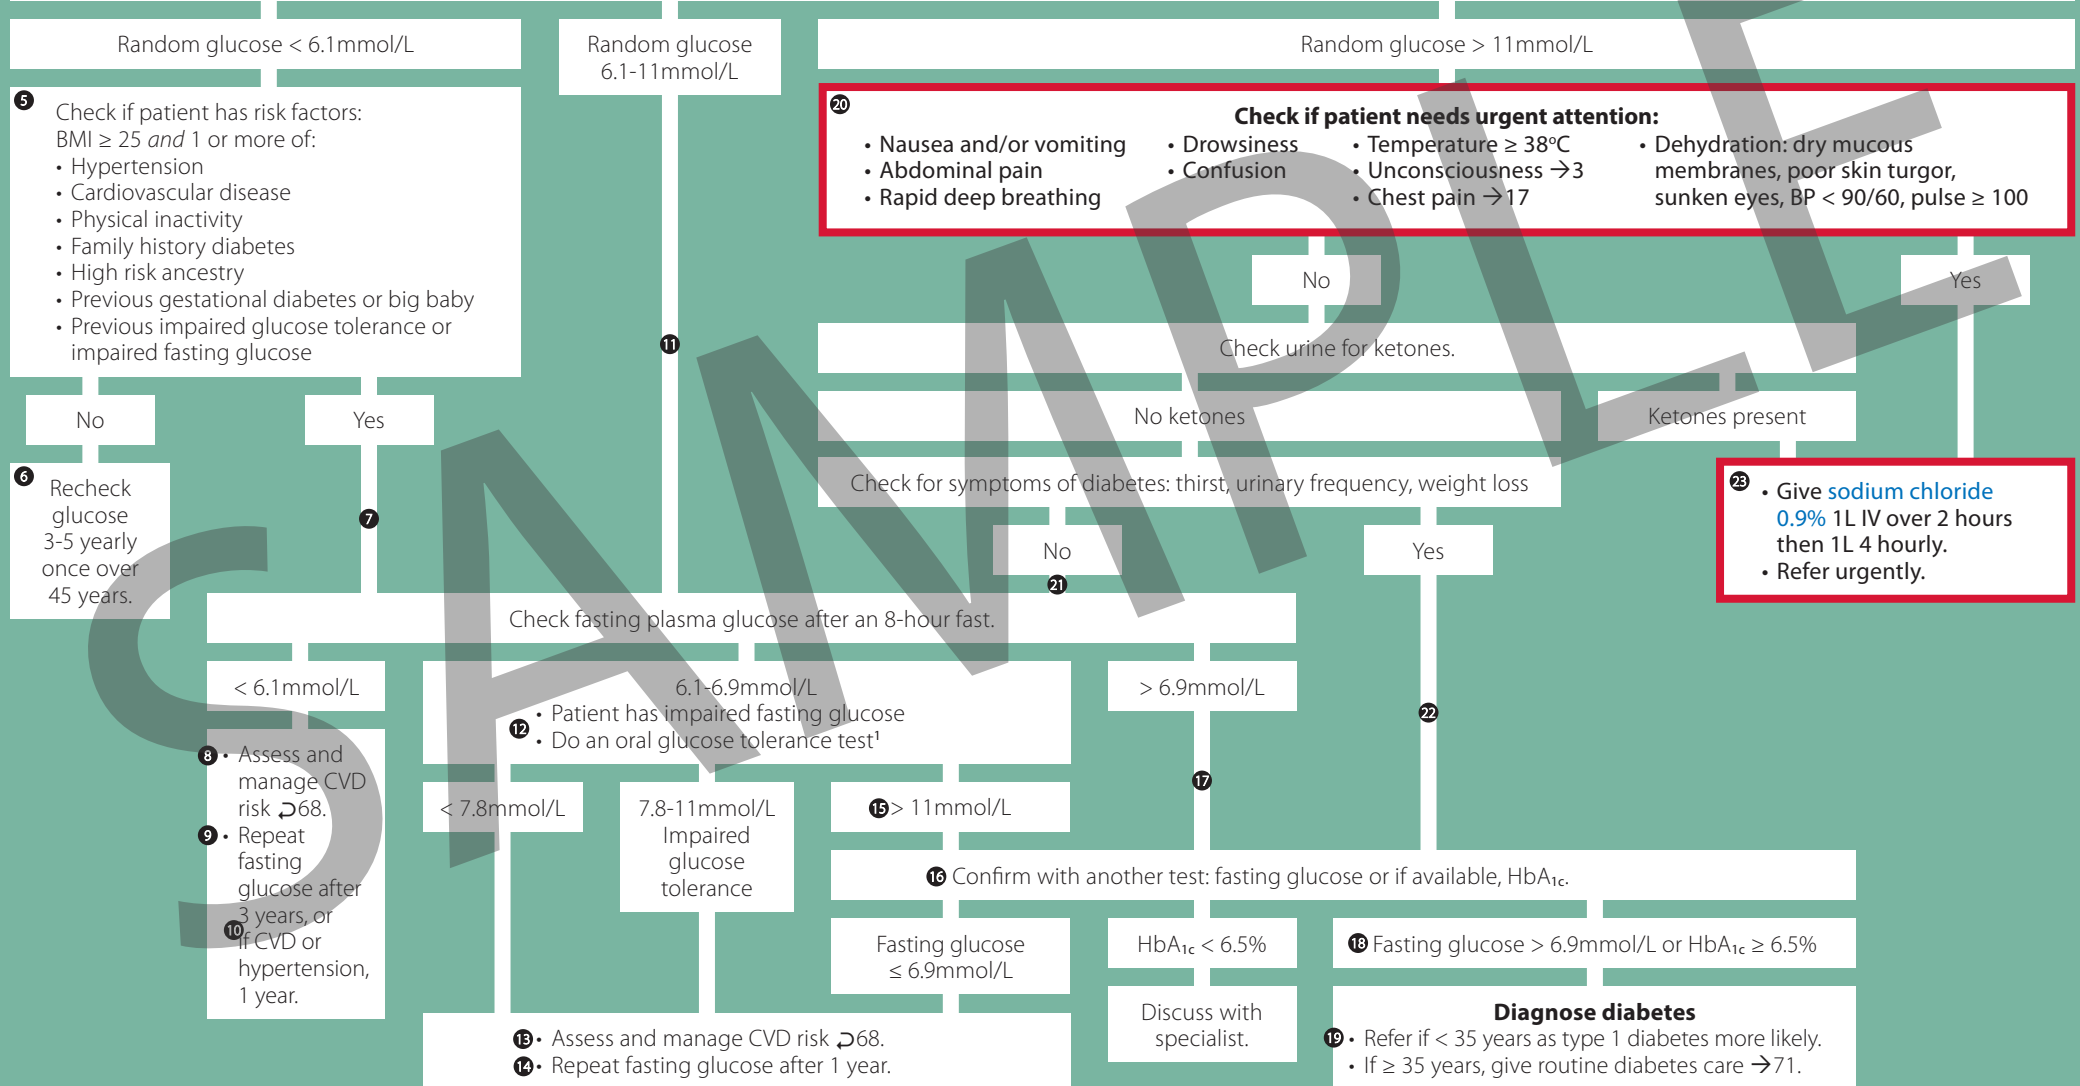 Random glucose < 6.1mmol/L
Random glucose
6.1-11mmol/L
Random glucose > 11mmol/L
5
Check if patient has risk factors:
BMI ≥ 25 and 1 or more of:
• Hypertension
• Cardiovascular disease
• Physical inactivity
• Family history diabetes
• High risk ancestry
• Previous gestational diabetes or big baby
• Previous impaired glucose tolerance or
impaired fasting glucose
No
Yes
6
Recheck
glucose
3-5 yearly
once over
45 years.
7
11
20
Check if patient needs urgent attention:
• Nausea and/or vomiting
• Abdominal pain
• Rapid deep breathing
• Drowsiness
• Confusion
• Temperature ≥ 38°C
• Unconsciousness →3
• Chest pain →17
• Dehydration: dry mucous
membranes, poor skin turgor,
sunken eyes, BP < 90/60, pulse ≥ 100
No
Yes
Check urine for ketones.
No ketones
Ketones present
Check for symptoms of diabetes: thirst, urinary frequency, weight loss
23
• Give sodium chloride
0.9% 1L IV over 2 hours
then 1L 4 hourly.
• Refer urgently.
No
Yes
21
22
Check fasting plasma glucose after an 8-hour fast.
< 6.1mmol/L
8 • Assess and
manage CVD
risk ⮌68.
9 • Repeat
fasting
glucose after
3 years, or
10 if CVD or
hypertension,
1 year.
6.1-6.9mmol/L
• Patient has impaired fasting glucose
12
• Do an oral glucose tolerance test¹
> 6.9mmol/L
17
< 7.8mmol/L
7.8-11mmol/L
Impaired
glucose
tolerance
15 > 11mmol/L
16 Confirm with another test: fasting glucose or if available, HbA₁c.
Fasting glucose
≤ 6.9mmol/L
HbA₁c < 6.5%
18 Fasting glucose > 6.9mmol/L or HbA₁c ≥ 6.5%
13 • Assess and manage CVD risk ⮌68.
14 • Repeat fasting glucose after 1 year.
Discuss with
specialist.
Diagnose diabetes
19 • Refer if < 35 years as type 1 diabetes more likely.
• If ≥ 35 years, give routine diabetes care →71.
SAMPLE